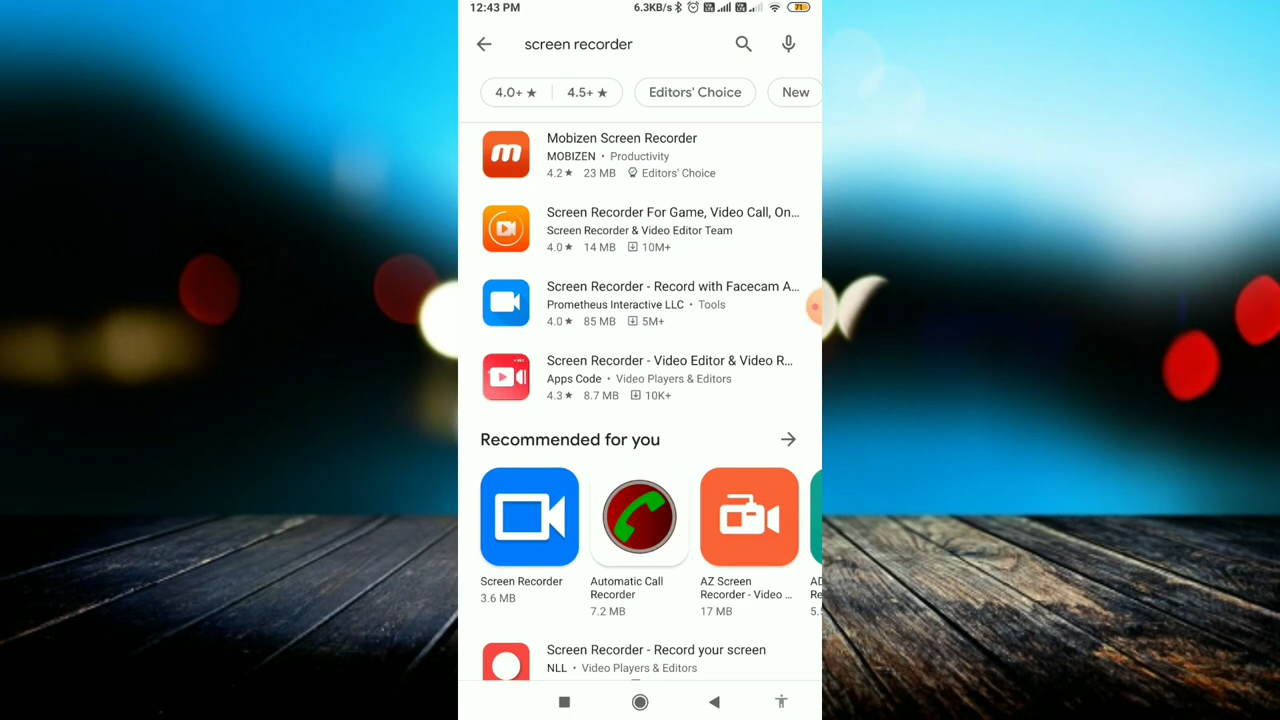 12:43 PM 6.3KB/s 71
screen recorder
4.0+ ★ 4.5+ ★ Editors' Choice New
Mobizen Screen Recorder
MOBIZEN • Productivity
4.2★ 23 MB Editors' Choice
Screen Recorder For Game, Video Call, On...
Screen Recorder & Video Editor Team
4.0★ 14 MB 10M+
Screen Recorder - Record with Facecam A...
Prometheus Interactive LLC • Tools
4.0★ 85 MB 5M+
Screen Recorder - Video Editor & Video R...
Apps Code • Video Players & Editors
4.3★ 8.7 MB 10K+
Recommended for you
Screen Recorder
3.6 MB
Automatic Call
Recorder
7.2 MB
AZ Screen
Recorder - Video ...
17 MB
Screen Recorder - Record your screen
NLL • Video Players & Editors